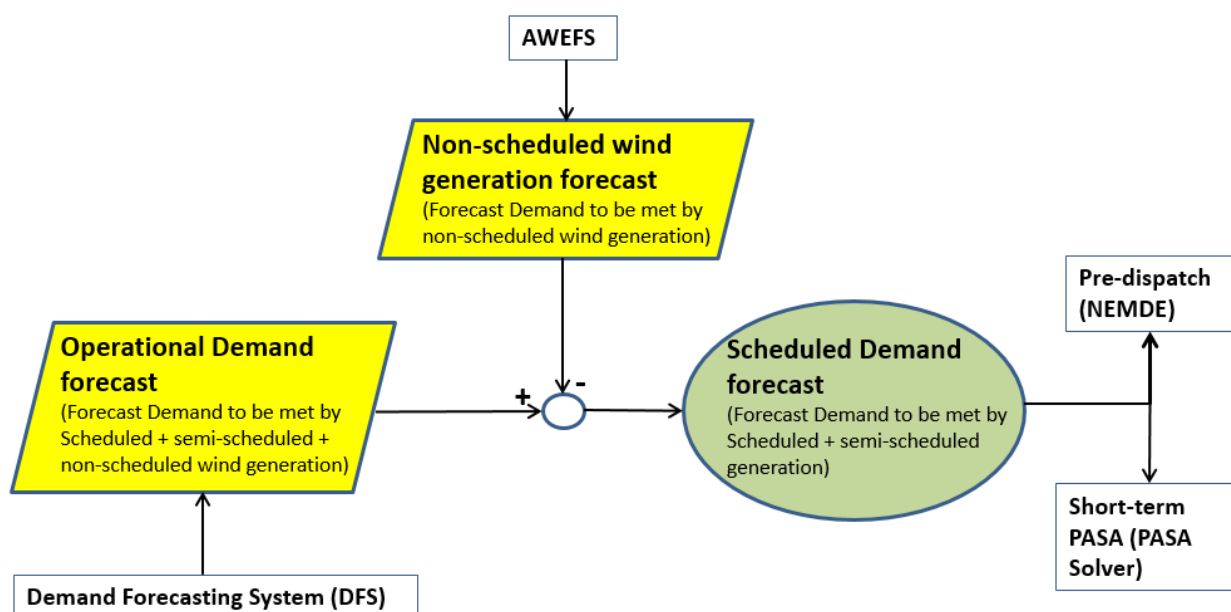 AWEFS
Non-scheduled wind
generation forecast
(Forecast Demand to be met by
non-scheduled wind generation)
Operational Demand
forecast
(Forecast Demand to be met by
Scheduled + semi-scheduled +
non-scheduled wind generation)
+
-
Scheduled Demand
forecast
(Forecast Demand to be met by
Scheduled + semi-scheduled
generation)
Pre-dispatch
(NEMDE)
Short-term
PASA (PASA
Solver)
Demand Forecasting System (DFS)